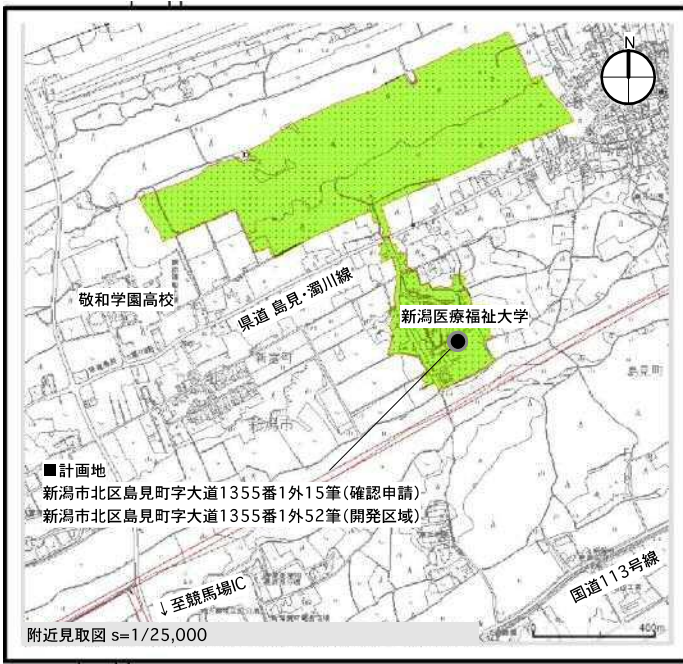 N
敬和学園高校
県道 島見・濁川線
新潟医療福祉大学
新富町
島見町
新潟市
■計画地
新潟市北区島見町字大道1355番1外15筆(確認申請)
新潟市北区島見町字大道1355番1外52筆(開発区域)
↓至競馬場IC
国道113号線
附近見取図 s=1/25,000
0
400m